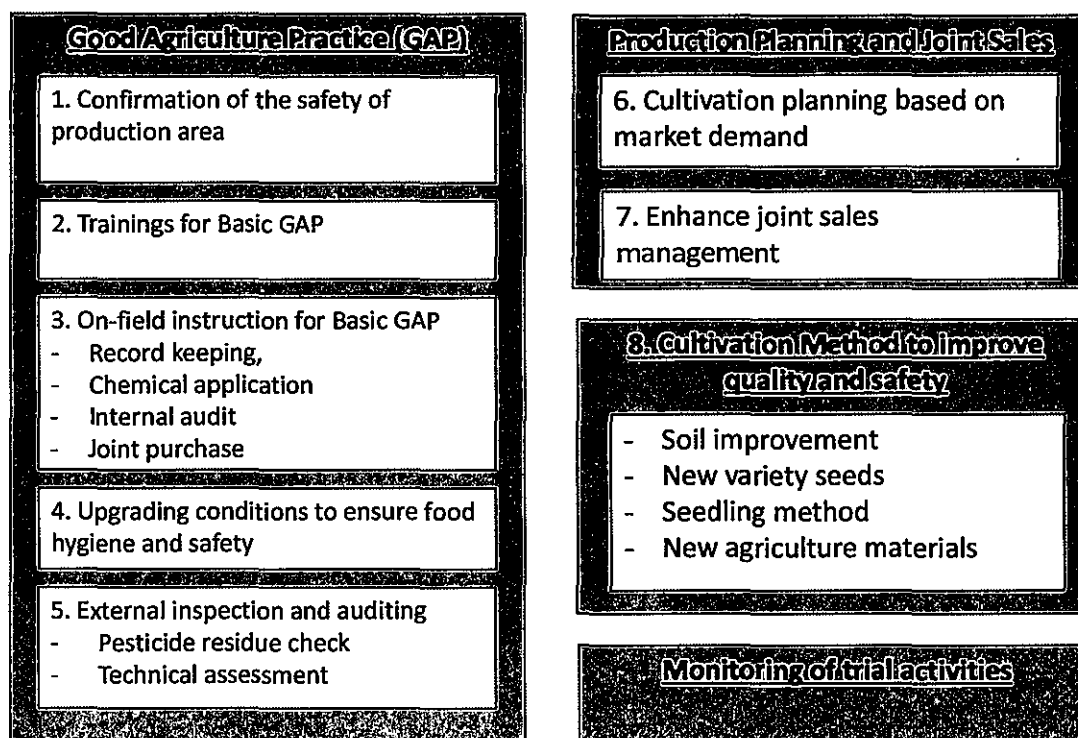 Good Agriculture Practice (GAP)
1. Confirmation of the safety of
production area
2. Trainings for Basic GAP
3. On-field instruction for Basic GAP
- Record keeping,
- Chemical application
- Internal audit
- Joint purchase
4. Upgrading conditions to ensure food
hygiene and safety
5. External inspection and auditing
- Pesticide residue check
- Technical assessment
Production Planning and Joint Sales
6. Cultivation planning based on
market demand
7. Enhance joint sales
management
8. Cultivation Method to improve
quality and safety
- Soil improvement
- New variety seeds
- Seedling method
- New agriculture materials
Monitoring of trial activities